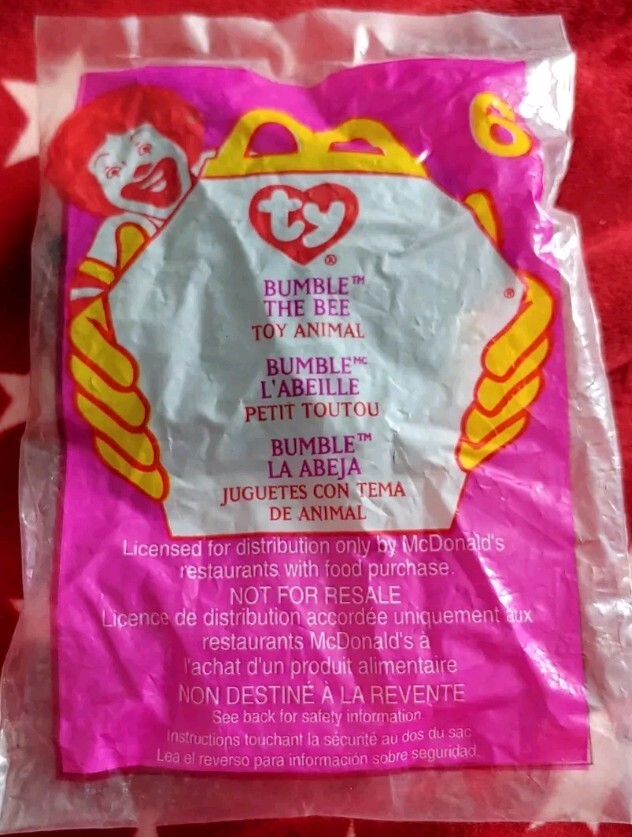 6
ty
®
BUMBLE™
THE BEE
®
TOY ANIMAL
BUMBLEᴹᶜ
L'ABEILLE
PETIT TOUTOU
BUMBLE™
LA ABEJA
JUGUETES CON TEMA
DE ANIMAL
Licensed for distribution only by McDonald's
restaurants with food purchase.
NOT FOR RESALE
Licence de distribution accordée uniquement aux
restaurants McDonald's à
l'achat d'un produit alimentaire
NON DESTINÉ À LA REVENTE
See back for safety information
Instructions touchant la sécurité au dos du sac
Lea el reverso para información sobre seguridad.